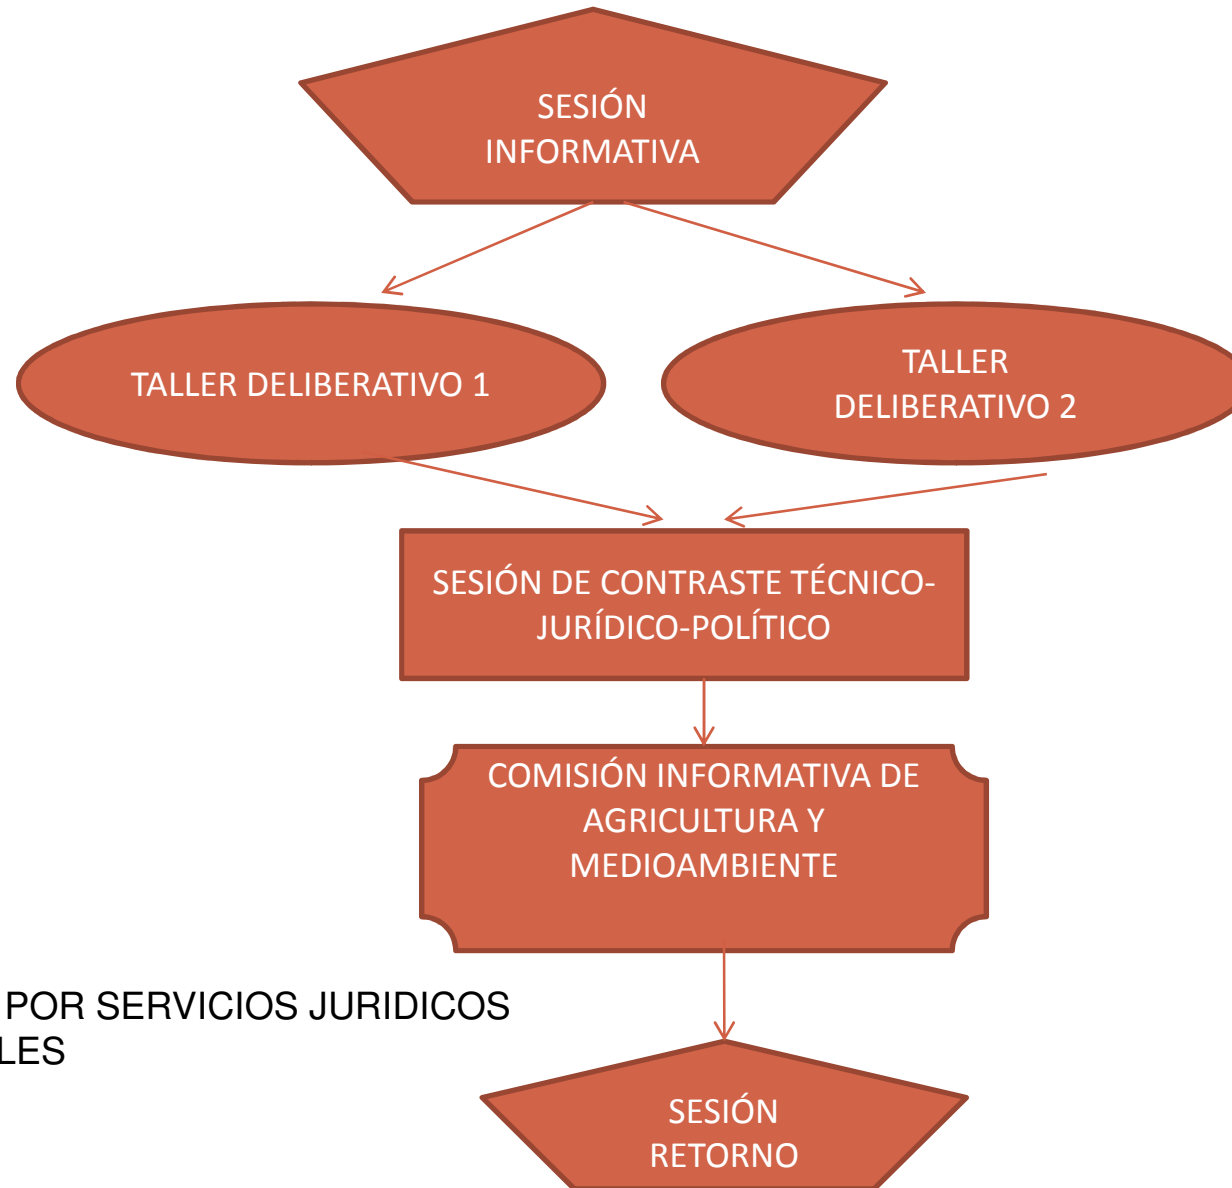 SESIÓN
INFORMATIVA
TALLER DELIBERATIVO 1
TALLER
DELIBERATIVO 2
SESIÓN DE CONTRASTE TÉCNICO-
JURÍDICO-POLÍTICO
COMISIÓN INFORMATIVA DE
AGRICULTURA Y
MEDIOAMBIENTE
POR SERVICIOS JURIDICOS
LES
SESIÓN
RETORNO